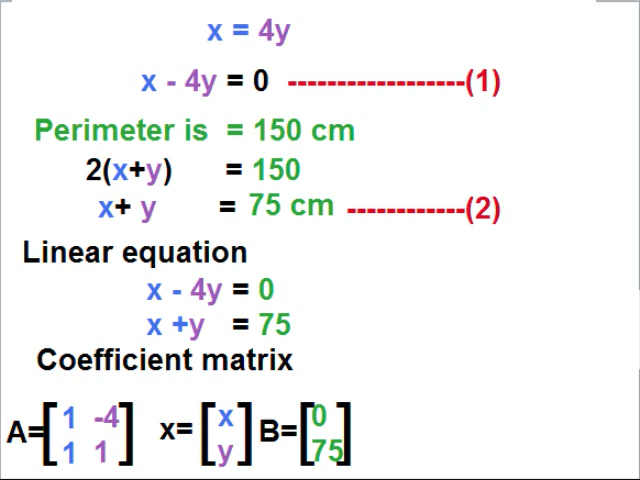 x = 4y
x - 4y = 0 ------------------(1)
Perimeter is = 150 cm
2(x+y) = 150
x+ y = 75 cm ------------(2)
Linear equation
x - 4y = 0
x +y = 75
Coefficient matrix
A=[1 -4] x= [x] B=[0]
[1 1] [y] [75]